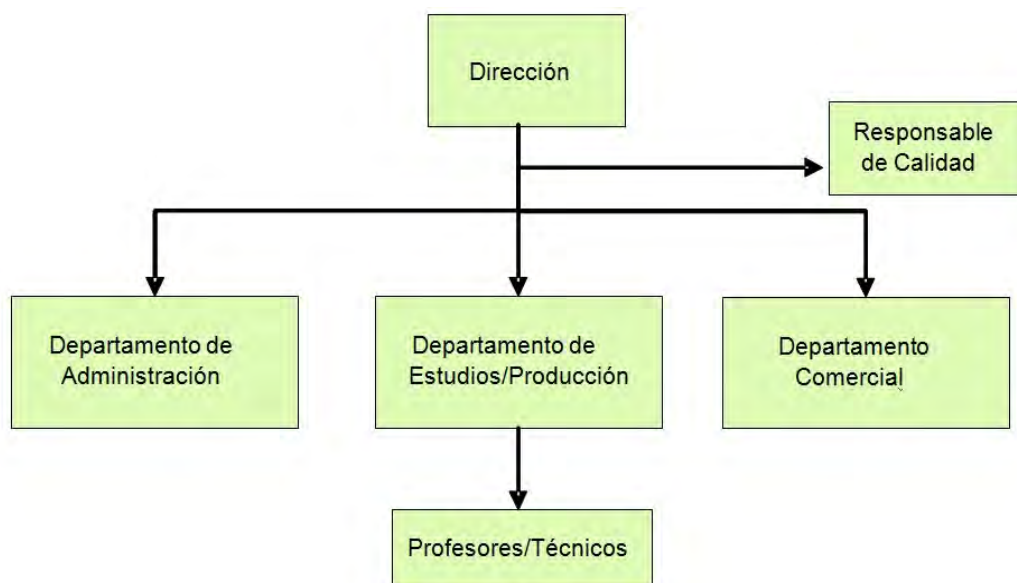 Dirección
Responsable
de Calidad
Departamento de
Administración
Departamento de
Estudios/Producción
Departamento
Comercial
Profesores/Técnicos